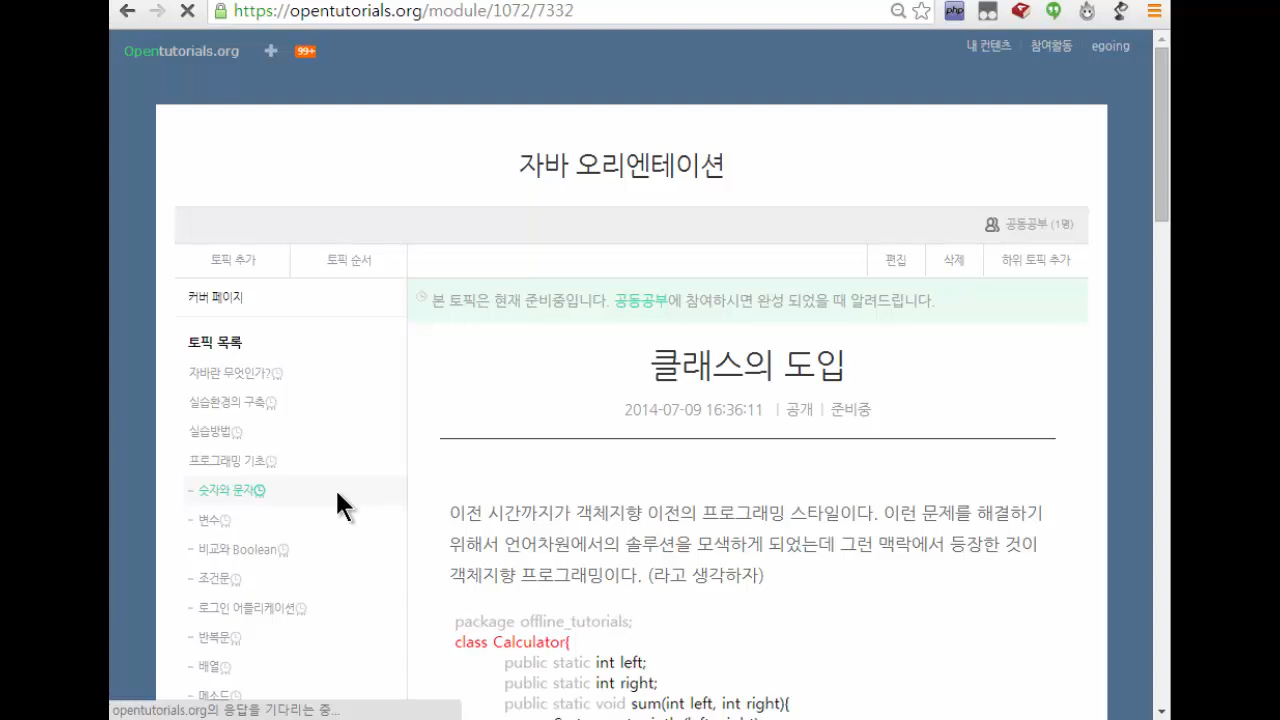 https://opentutorials.org/module/1072/7332
php
Opentutorials.org
99+
내 컨텐츠
참여활동
egoing
자바 오리엔테이션
공동공부 (1명)
토픽 추가
토픽 순서
편집
삭제
하위 토픽 추가
커버 페이지
본 토픽은 현재 준비중입니다. 공동공부에 참여하시면 완성 되었을 때 알려드립니다.
토픽 목록
자바란 무엇인가?
실습환경의 구축
실습방법
프로그래밍 기초
- 숫자와 문자
- 변수
- 비교와 Boolean
- 조건문
- 로그인 어플리케이션
- 반복문
- 배열
- 메소드
클래스의 도입
2014-07-09 16:36:11 | 공개 | 준비중
이전 시간까지가 객체지향 이전의 프로그래밍 스타일이다. 이런 문제를 해결하기
위해서 언어차원에서의 솔루션을 모색하게 되었는데 그런 맥락에서 등장한 것이
객체지향 프로그래밍이다. (라고 생각하자)
package offline_tutorials;
class Calculator{
public static int left;
public static int right;
public static void sum(int left, int right){
opentutorials.org의 응답을 기다리는 중...